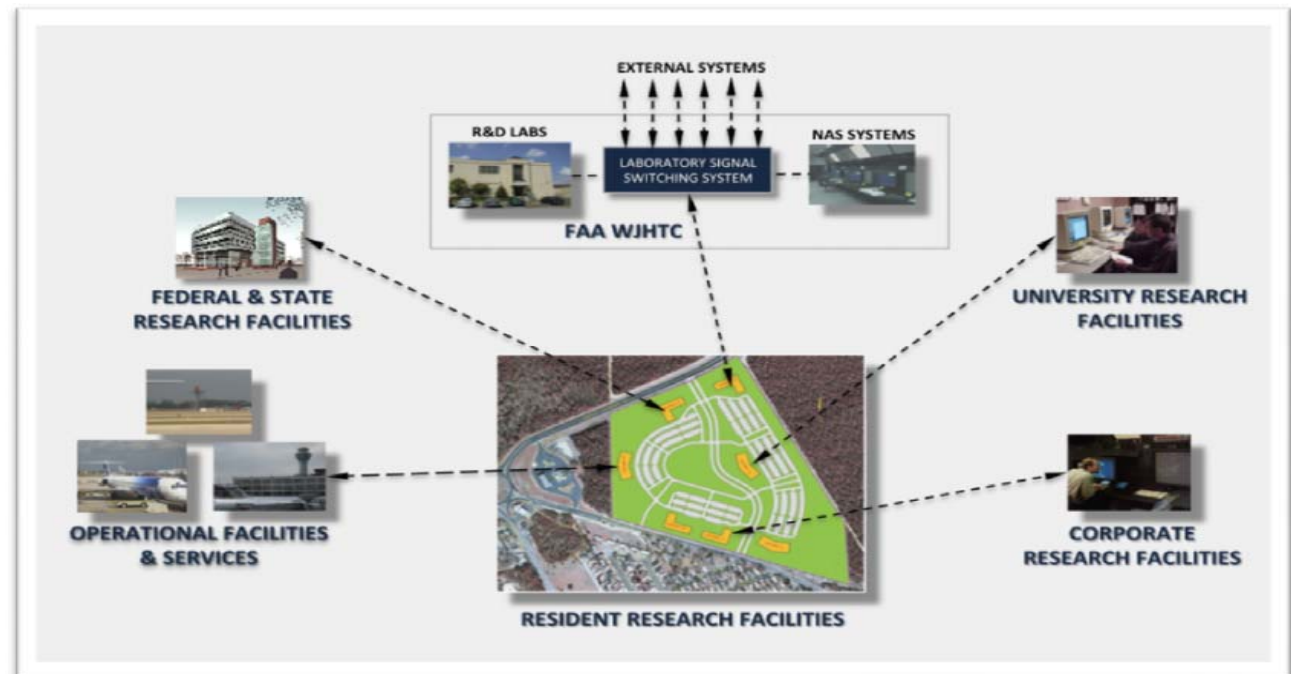 EXTERNAL SYSTEMS
R&D LABS
NAS SYSTEMS
LABORATORY SIGNAL
SWITCHING SYSTEM
FAA WJHTC
FEDERAL & STATE
RESEARCH FACILITIES
UNIVERSITY RESEARCH
FACILITIES
OPERATIONAL FACILITIES
& SERVICES
CORPORATE
RESEARCH FACILITIES
RESIDENT RESEARCH FACILITIES